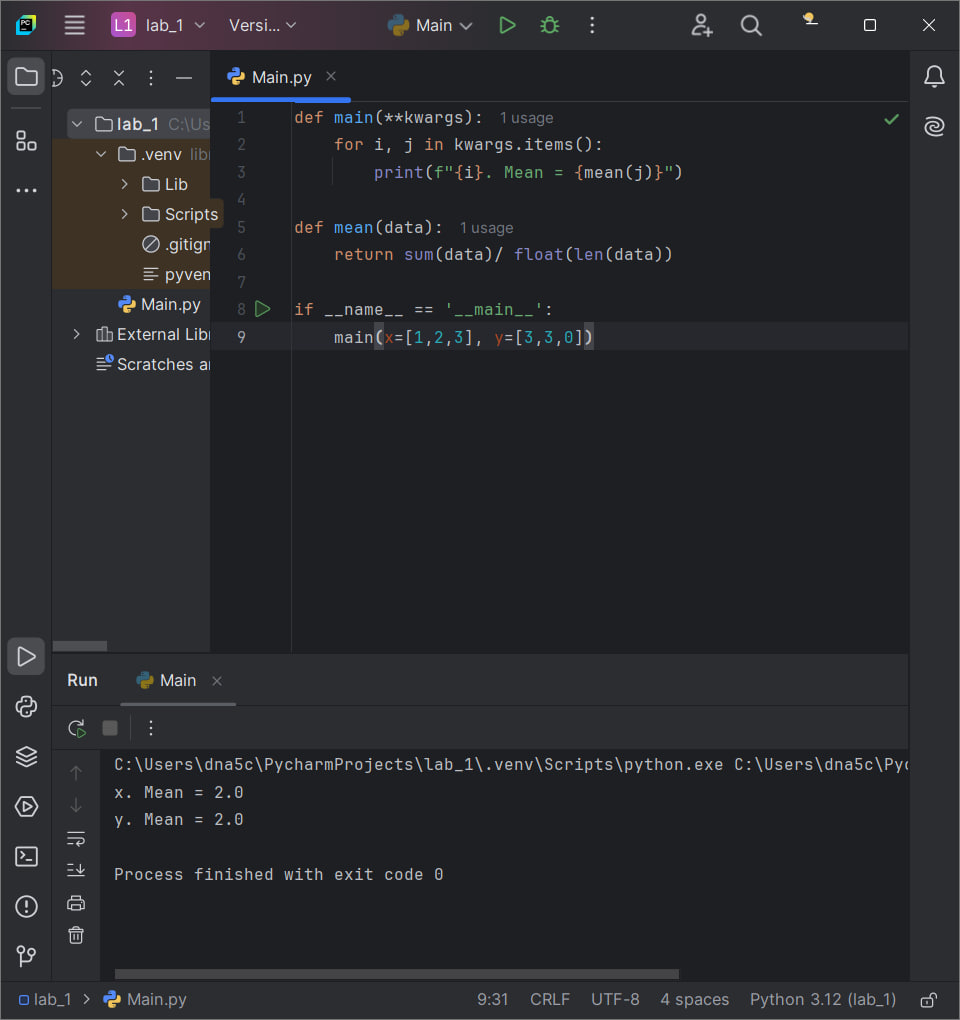 PC
L1 lab_1 Versi... Main
Main.py
lab_1 C:\Us
.venv libr
Lib
Scripts
.gitign
pyven
Main.py
External Libr
Scratches an
1 def main(**kwargs): 1 usage
2 for i, j in kwargs.items():
3 print(f"{i}. Mean = {mean(j)}")
4
5 def mean(data): 1 usage
6 return sum(data)/ float(len(data))
7
8 if __name__ == '__main__':
9 main(x=[1,2,3], y=[3,3,0])
Run Main
C:\Users\dna5c\PycharmProjects\lab_1\.venv\Scripts\python.exe C:\Users\dna5c\Pyc
x. Mean = 2.0
y. Mean = 2.0
Process finished with exit code 0
lab_1 > Main.py 9:31 CRLF UTF-8 4 spaces Python 3.12 (lab_1)